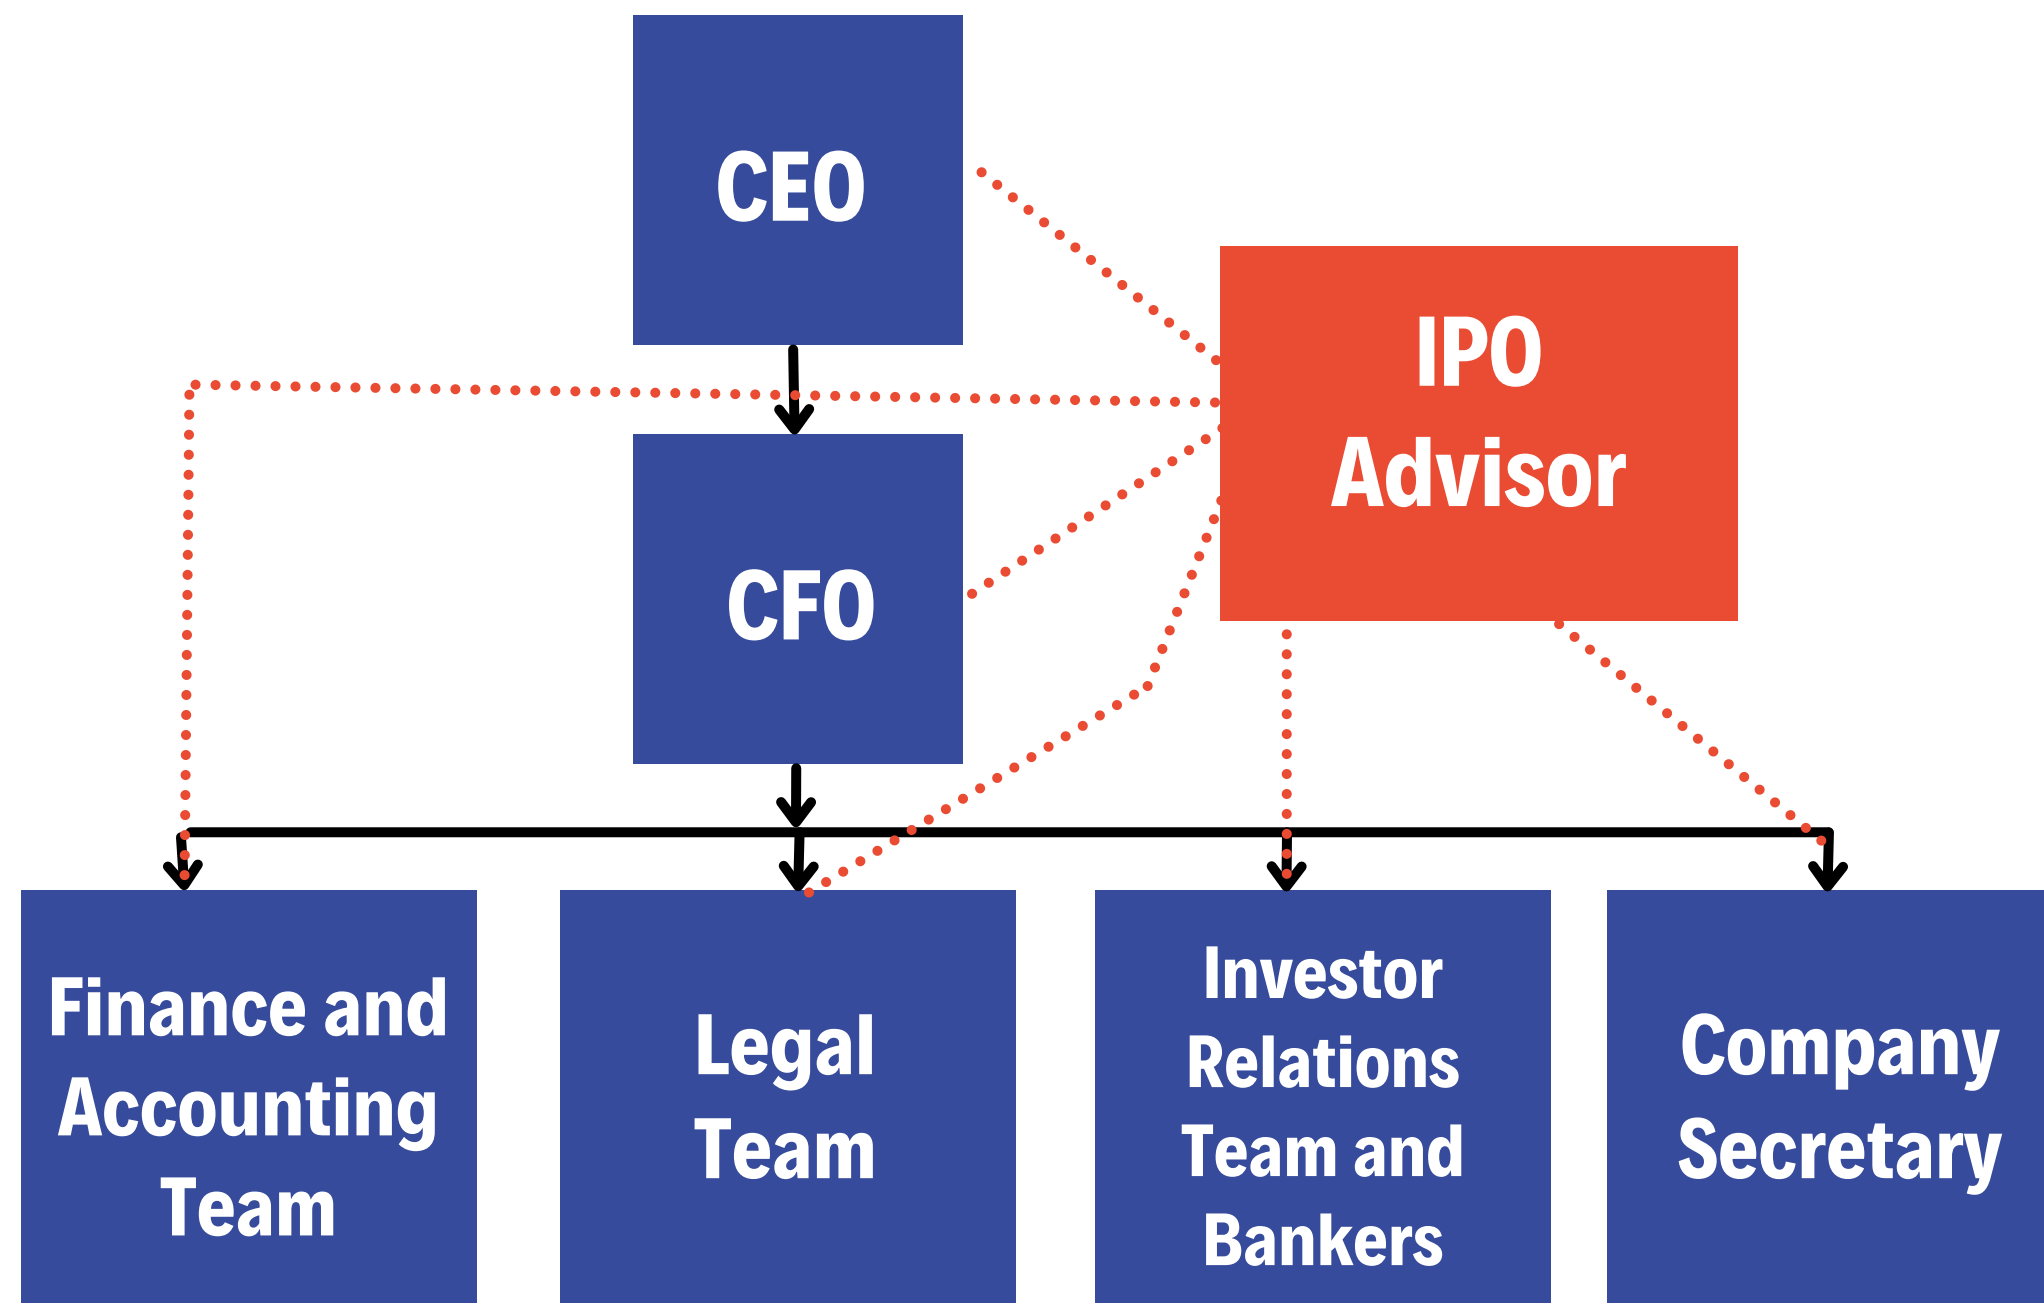 CEO
IPO
Advisor
CFO
Finance and
Accounting
Team
Legal
Team
Investor
Relations
Team and
Bankers
Company
Secretary